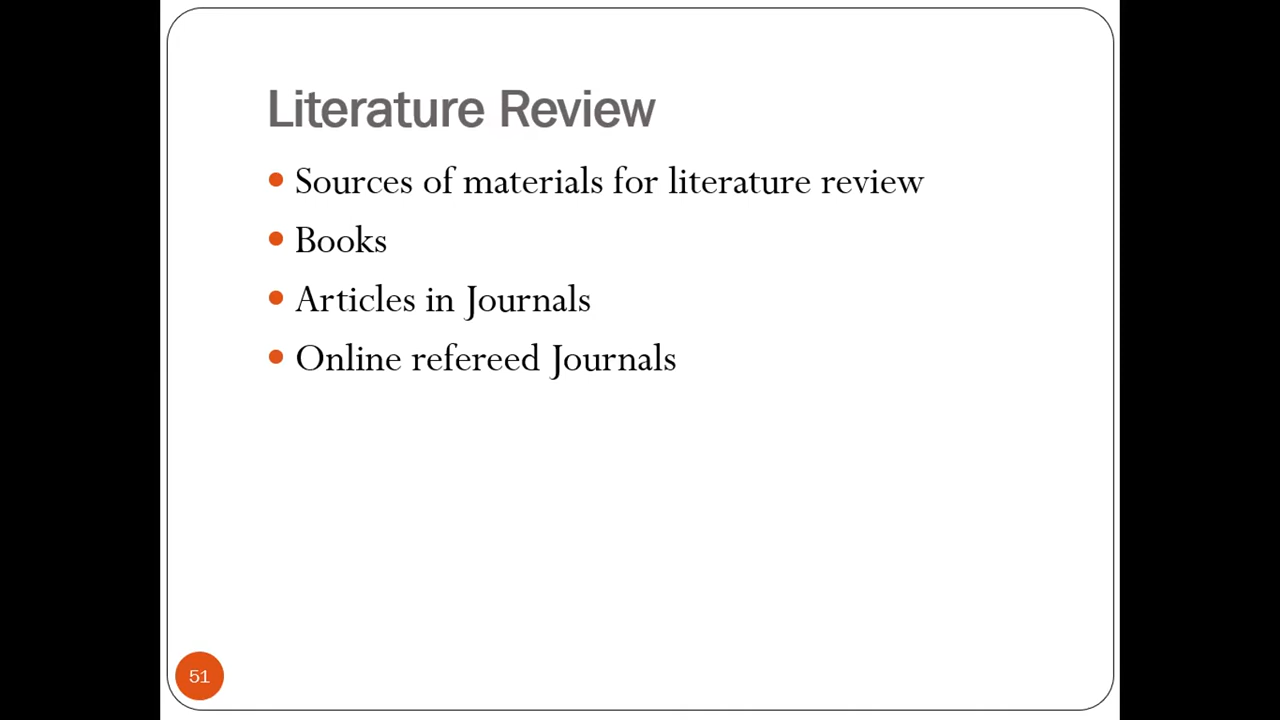 Literature Review
Sources of materials for literature review
Books
Articles in Journals
Online refereed Journals
51